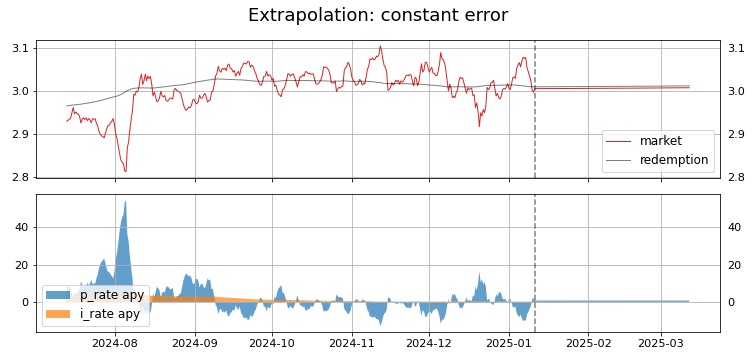 Extrapolation: constant error
3.1
3.0
2.9
2.8
3.1
3.0
2.9
2.8
market
redemption
40
20
0
40
20
0
p_rate apy
i_rate apy
2024-08 2024-09 2024-10 2024-11 2024-12 2025-01 2025-02 2025-03